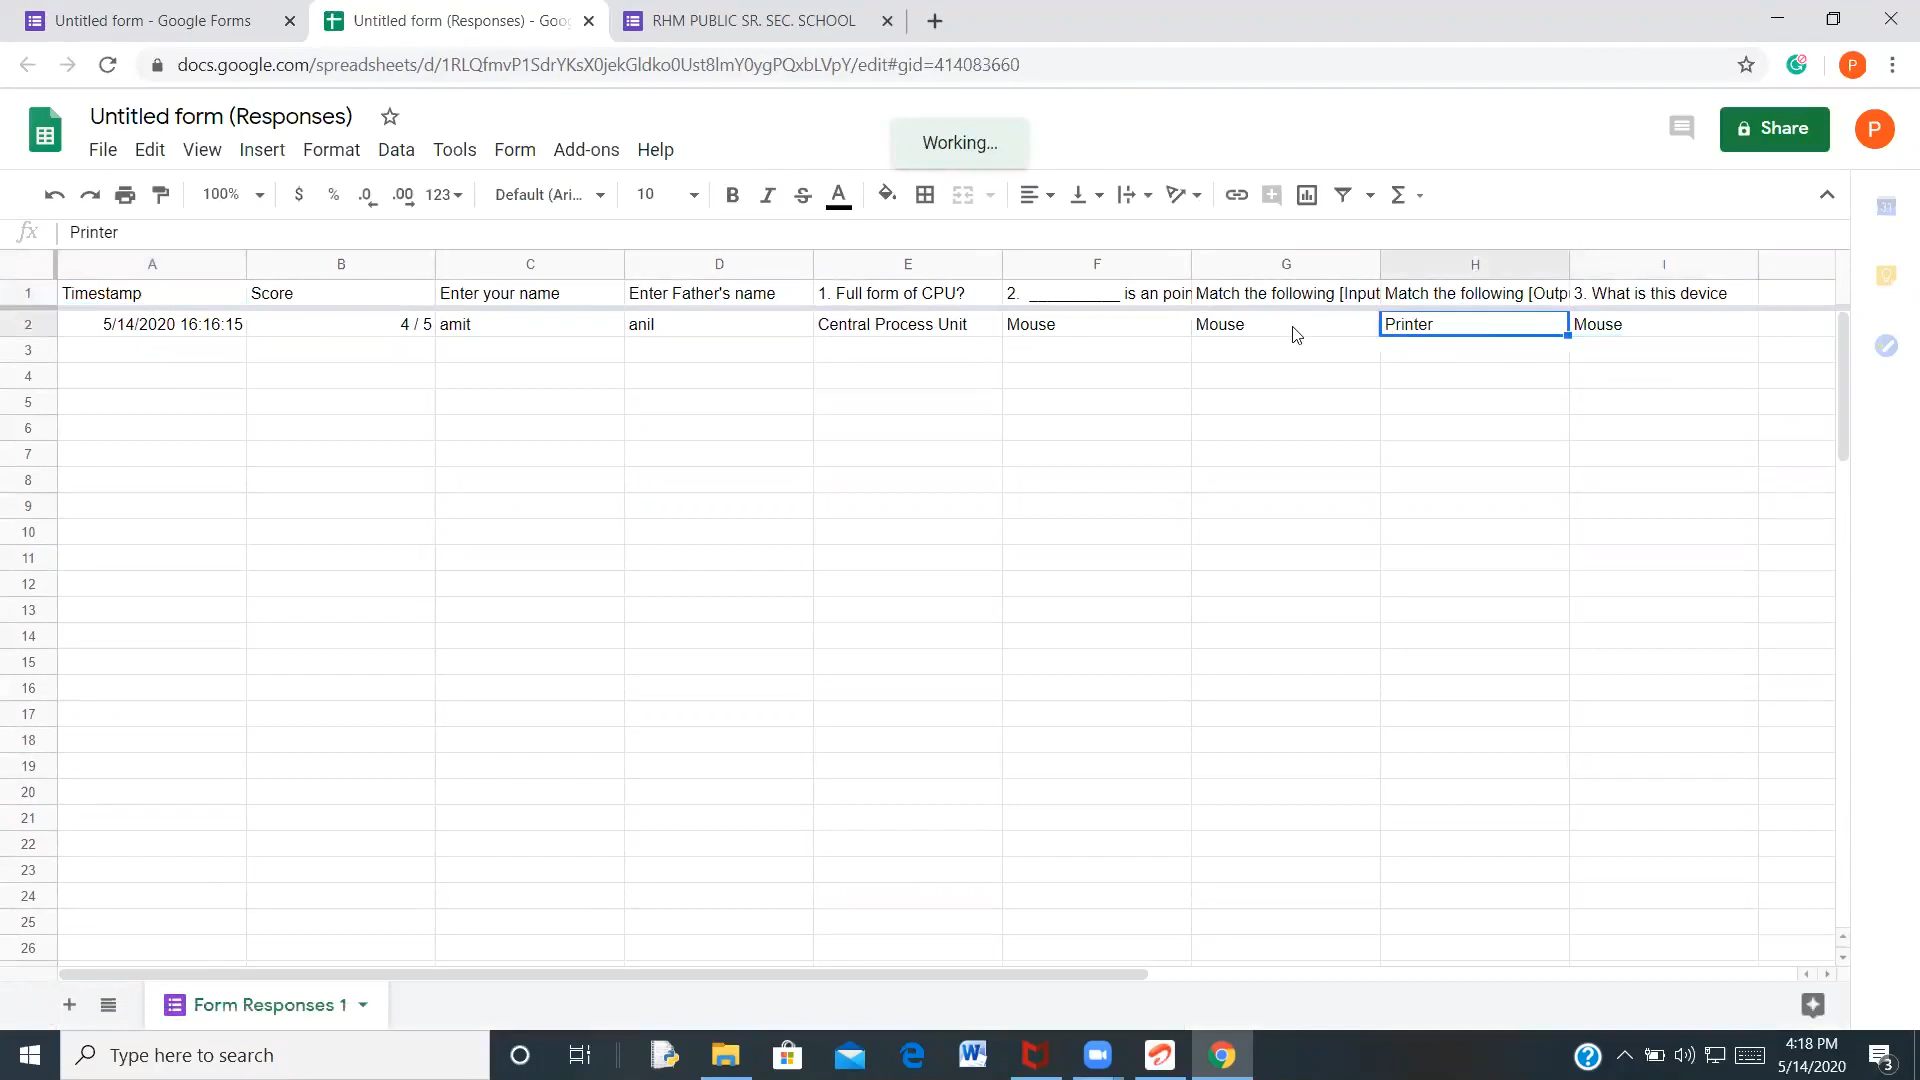 Untitled form - Google Forms
Untitled form (Responses) - Goog
RHM PUBLIC SR. SEC. SCHOOL
docs.google.com/spreadsheets/d/1RLQfmvP1SdrYKsX0jekGldko0Ust8ImY0ygPQxbLVpY/edit#gid=414083660
P
Untitled form (Responses)
Working...
Share
P
File Edit View Insert Format Data Tools Form Add-ons Help
100% $ % .0 .00 123 Default (Ari... 10 B I S A
fx Printer
A B C D E F G H I
1 Timestamp Score Enter your name Enter Father's name 1. Full form of CPU? 2. __________ is an poin Match the following [Input Match the following [Outp 3. What is this device
2 5/14/2020 16:16:15 4 / 5 amit anil Central Process Unit Mouse Mouse Printer Mouse
3
4
5
6
7
8
9
10
11
12
13
14
15
16
17
18
19
20
21
22
23
24
25
26
Form Responses 1
Type here to search
4:18 PM
5/14/2020
3
31